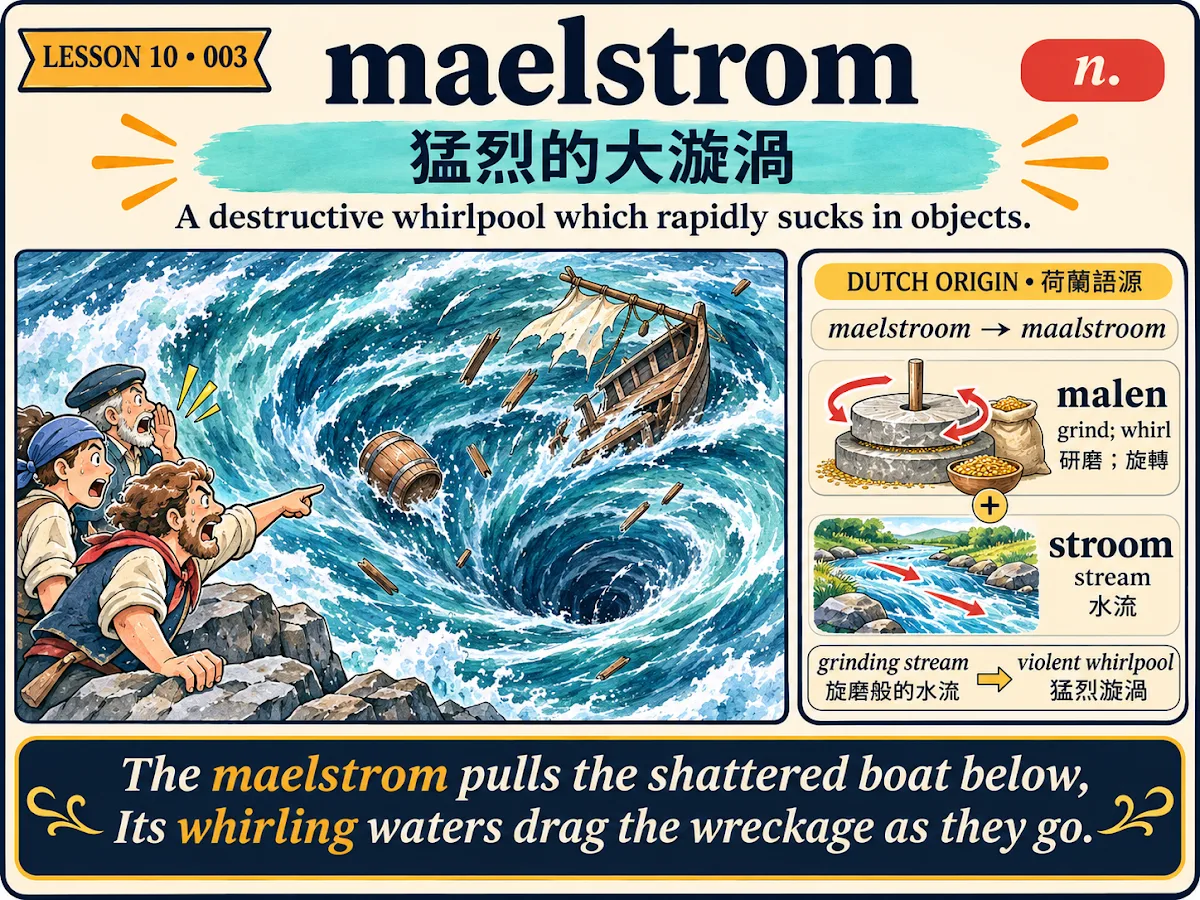 LESSON 10 • 003
maelstrom
n.
猛烈的大漩渦
A destructive whirlpool which rapidly sucks in objects.
DUTCH ORIGIN • 荷蘭語源
maelstroom → maalstroom
malen
grind; whirl
研磨；旋轉
+
stroom
stream
水流
grinding stream
旋磨般的水流
violent whirlpool
猛烈漩渦
The maelstrom pulls the shattered boat below,
Its whirling waters drag the wreckage as they go.